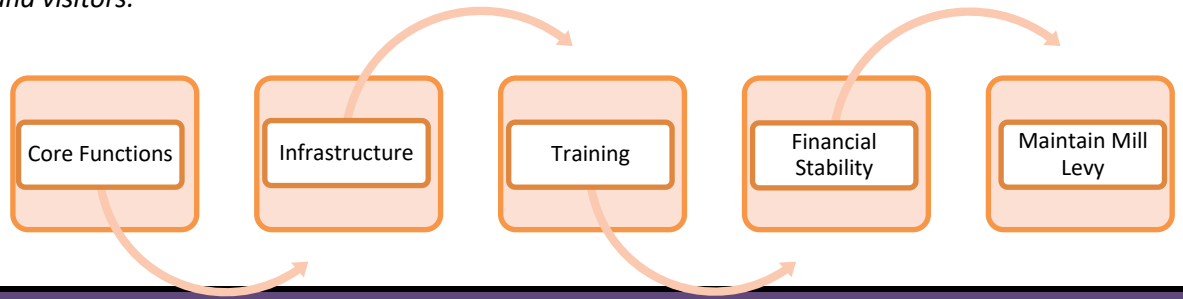 and visitors.
Core Functions
Infrastructure
Training
Financial
Stability
Maintain Mill
Levy